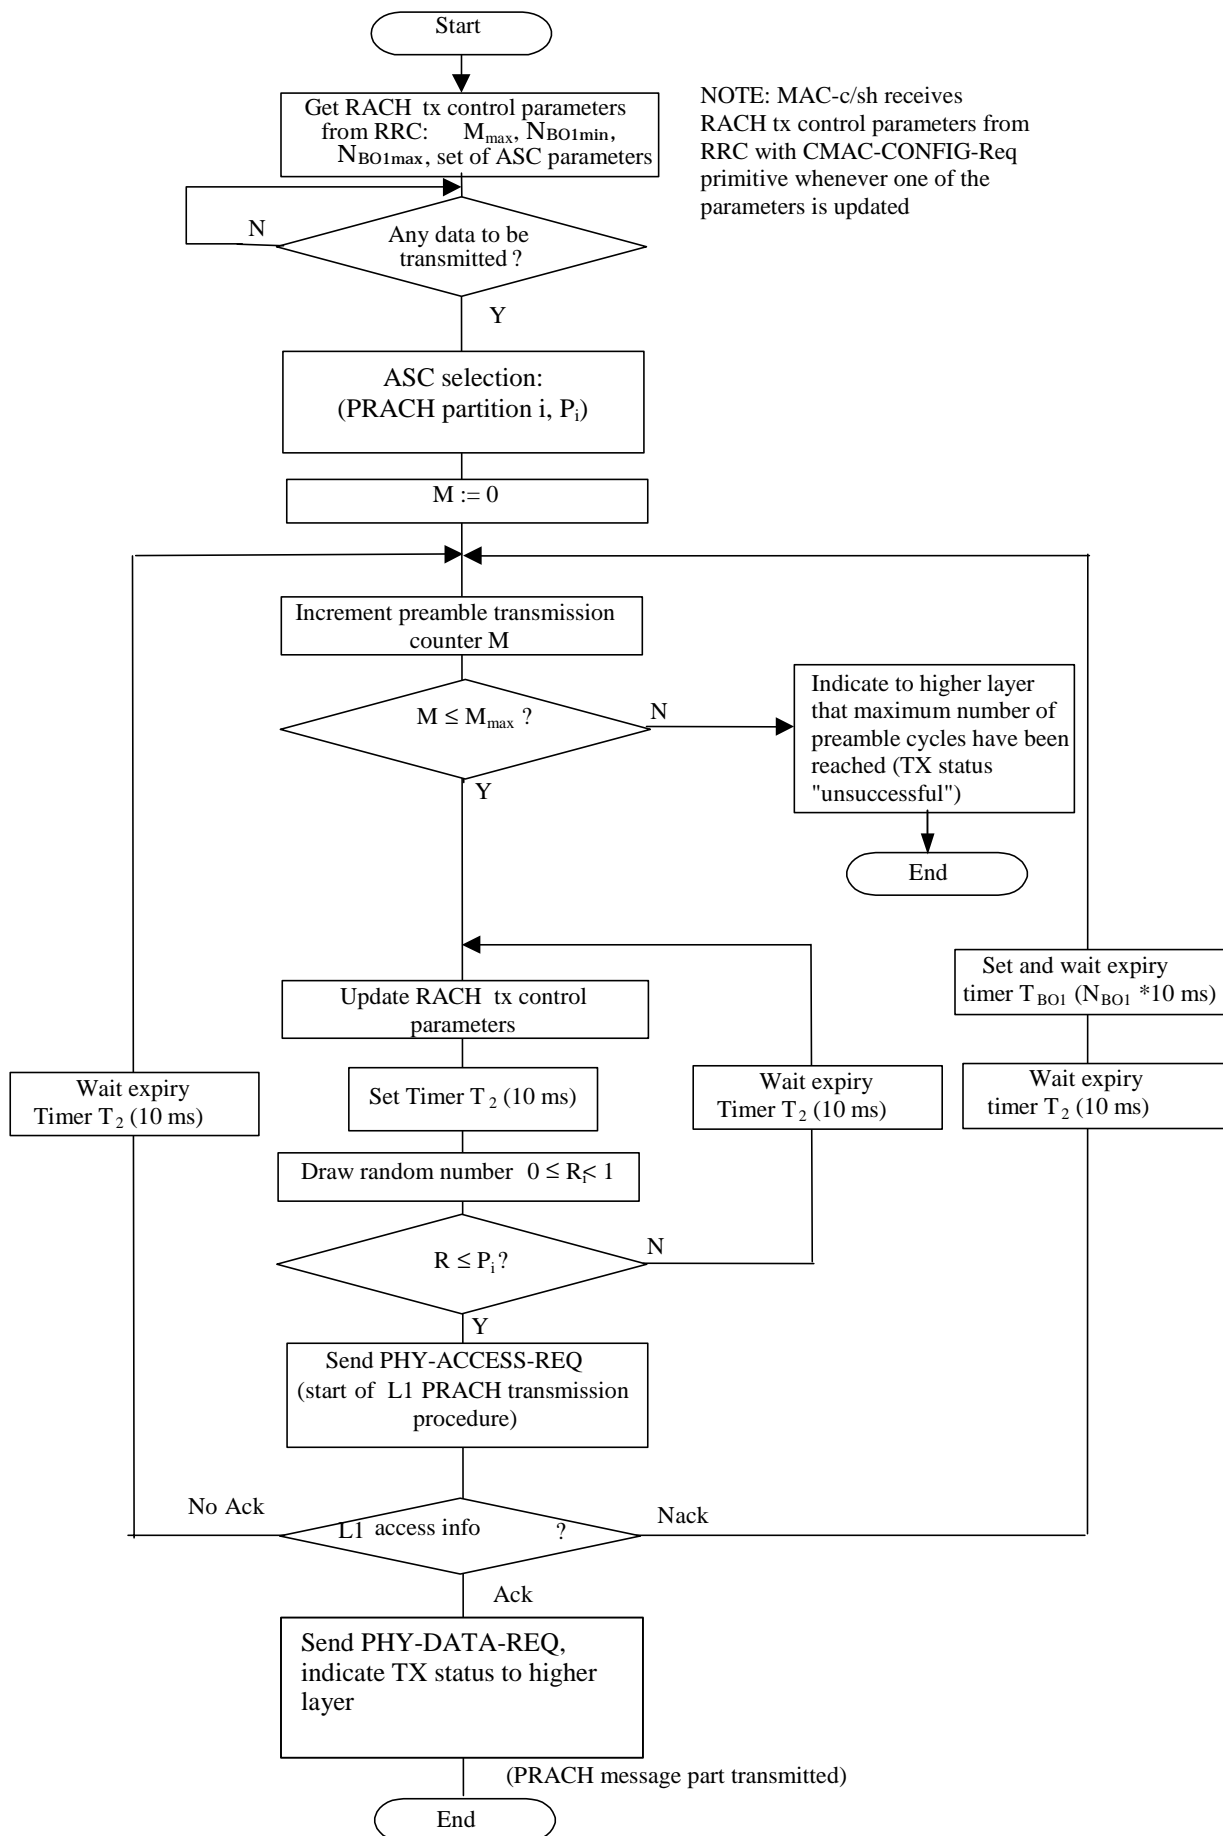 Start
Get RACH tx control parameters
from RRC: Mmax, NBO1min,
NBO1max, set of ASC parameters
NOTE: MAC-c/sh receives
RACH tx control parameters from
RRC with CMAC-CONFIG-Req
primitive whenever one of the
parameters is updated
N
Any data to be
transmitted ?
Y
ASC selection:
(PRACH partition i, Pi)
M := 0
Increment preamble transmission
counter M
M ≤ Mmax ?
N
Y
Indicate to higher layer
that maximum number of
preamble cycles have been
reached (TX status
"unsuccessful")
End
Update RACH tx control
parameters
Set and wait expiry
timer TBO1 (NBO1 *10 ms)
Wait expiry
Timer T2 (10 ms)
Set Timer T2 (10 ms)
Wait expiry
Timer T2 (10 ms)
Wait expiry
timer T2 (10 ms)
Draw random number 0 ≤ Ri< 1
R ≤ Pi ?
N
Y
Send PHY-ACCESS-REQ
(start of L1 PRACH transmission
procedure)
No Ack
L1 access info ?
Nack
Ack
Send PHY-DATA-REQ,
indicate TX status to higher
layer
(PRACH message part transmitted)
End